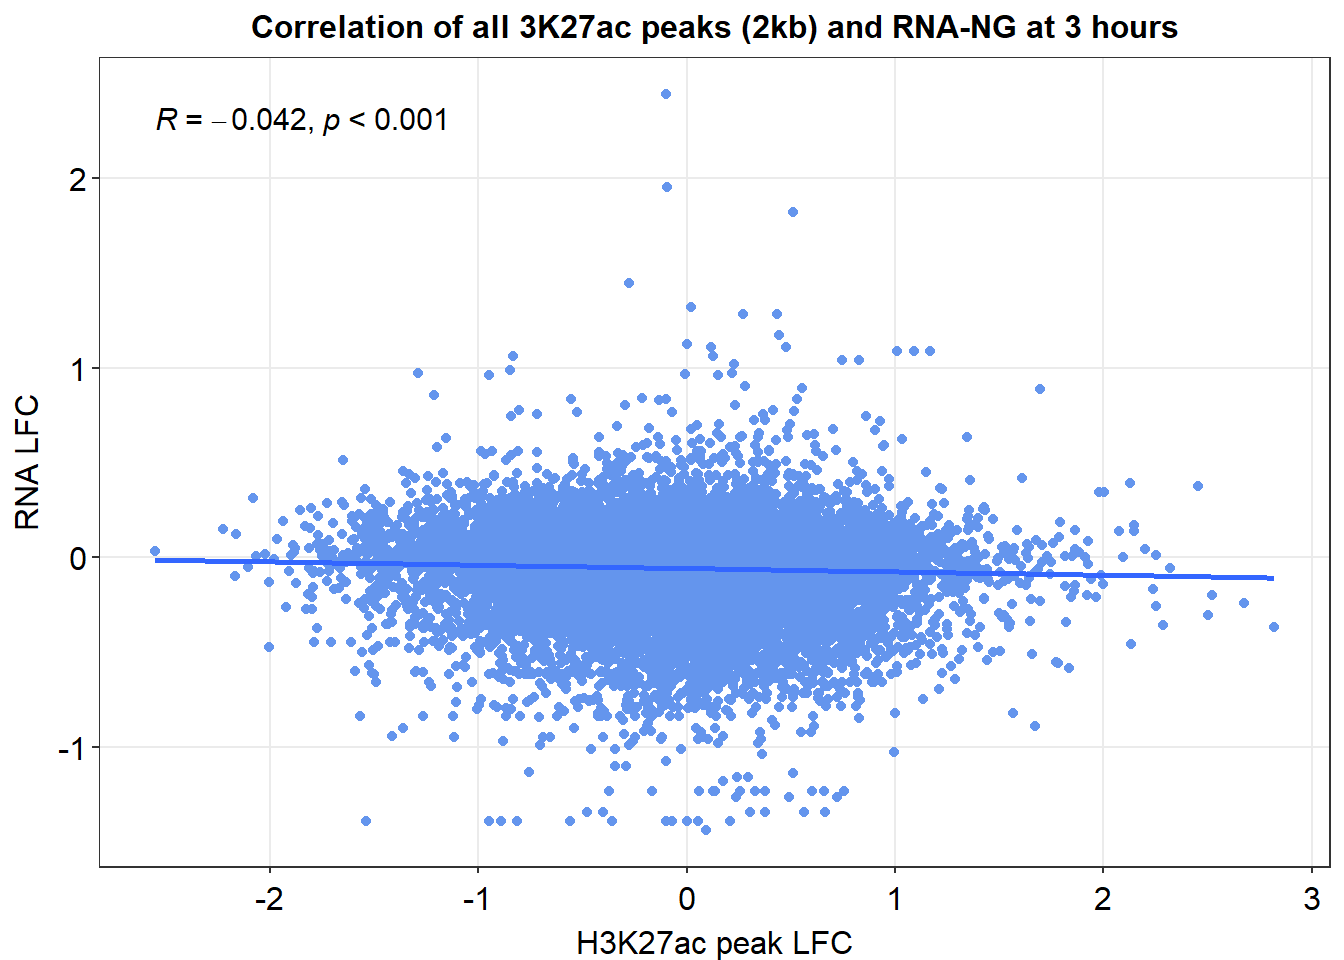 Correlation of all 3K27ac peaks (2kb) and RNA-NG at 3 hours
R = −0.042, p < 0.001
2
1
0
-1
RNA LFC
-2
-1
0
1
2
3
H3K27ac peak LFC